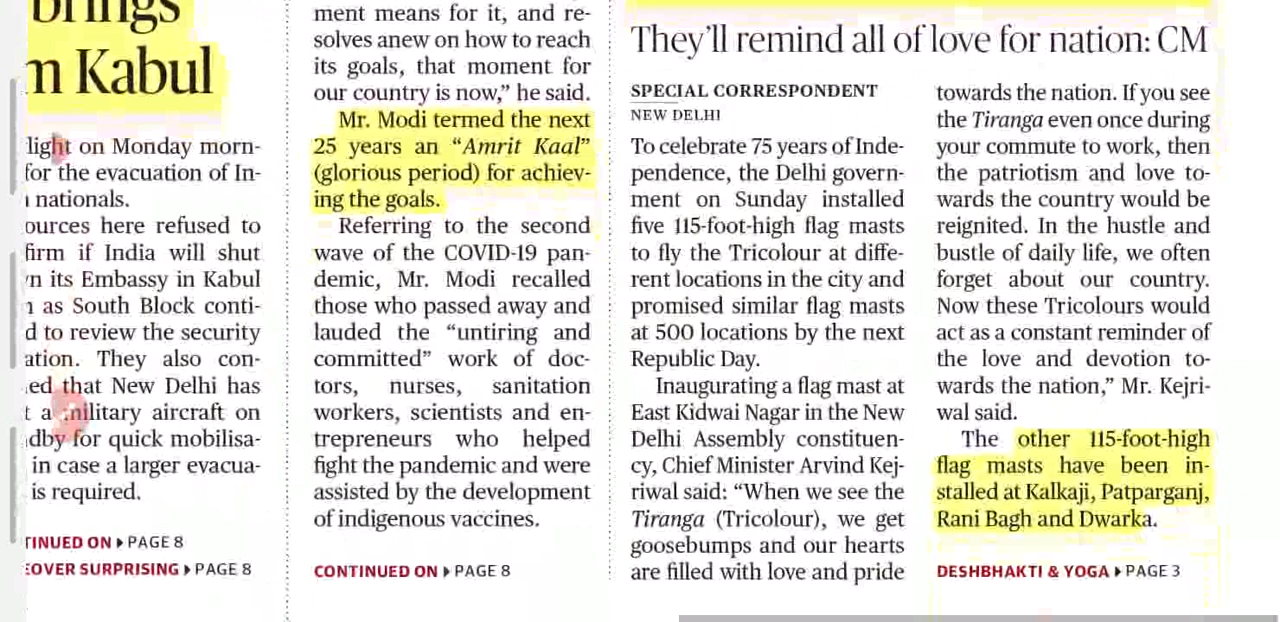 brings
m Kabul
light on Monday morn-
for the evacuation of In-
nationals.
ources here refused to
firm if India will shut
n its Embassy in Kabul
as South Block conti-
d to review the security
ation. They also con-
ed that New Delhi has
t a military aircraft on
dby for quick mobilisa-
in case a larger evacua-
is required.
TINUED ON ▸ PAGE 8
EOVER SURPRISING ▸ PAGE 8
ment means for it, and re-
solves anew on how to reach
its goals, that moment for
our country is now,” he said.
Mr. Modi termed the next
25 years an “Amrit Kaal”
(glorious period) for achiev-
ing the goals.
Referring to the second
wave of the COVID-19 pan-
demic, Mr. Modi recalled
those who passed away and
lauded the “untiring and
committed” work of doc-
tors, nurses, sanitation
workers, scientists and en-
trepreneurs who helped
fight the pandemic and were
assisted by the development
of indigenous vaccines.
CONTINUED ON ▸ PAGE 8
They’ll remind all of love for nation: CM
SPECIAL CORRESPONDENT
NEW DELHI
To celebrate 75 years of Inde-
pendence, the Delhi govern-
ment on Sunday installed
five 115-foot-high flag masts
to fly the Tricolour at diffe-
rent locations in the city and
promised similar flag masts
at 500 locations by the next
Republic Day.
Inaugurating a flag mast at
East Kidwai Nagar in the New
Delhi Assembly constituen-
cy, Chief Minister Arvind Kej-
riwal said: “When we see the
Tiranga (Tricolour), we get
goosebumps and our hearts
are filled with love and pride
towards the nation. If you see
the Tiranga even once during
your commute to work, then
the patriotism and love to-
wards the country would be
reignited. In the hustle and
bustle of daily life, we often
forget about our country.
Now these Tricolours would
act as a constant reminder of
the love and devotion to-
wards the nation,” Mr. Kejri-
wal said.
The other 115-foot-high
flag masts have been in-
stalled at Kalkaji, Patparganj,
Rani Bagh and Dwarka.
DESHBHAKTI & YOGA ▸ PAGE 3